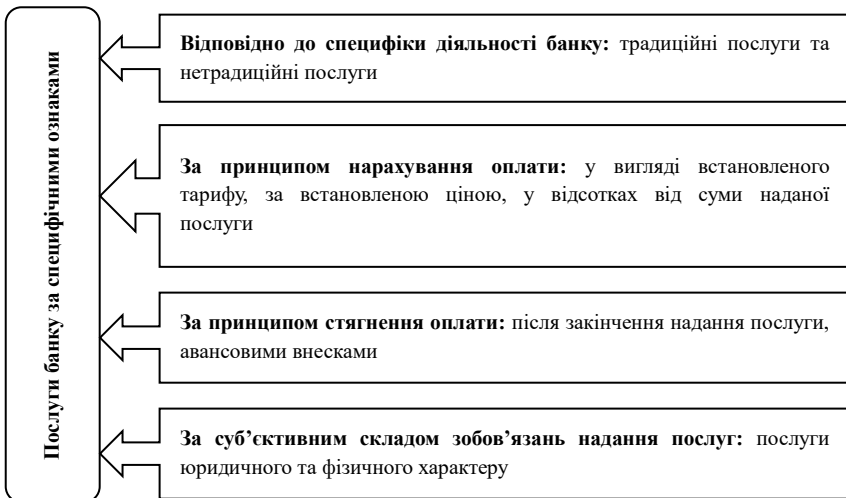 Послуги банку за специфічними ознаками
Відповідно до специфіки діяльності банку: традиційні послуги та
нетрадиційні послуги
За принципом нарахування оплати: у вигляді встановленого
тарифу, за встановленою ціною, у відсотках від суми наданої
послуги
За принципом стягнення оплати: після закінчення надання послуги,
авансовими внесками
За суб’єктивним складом зобов’язань надання послуг: послуги
юридичного та фізичного характеру